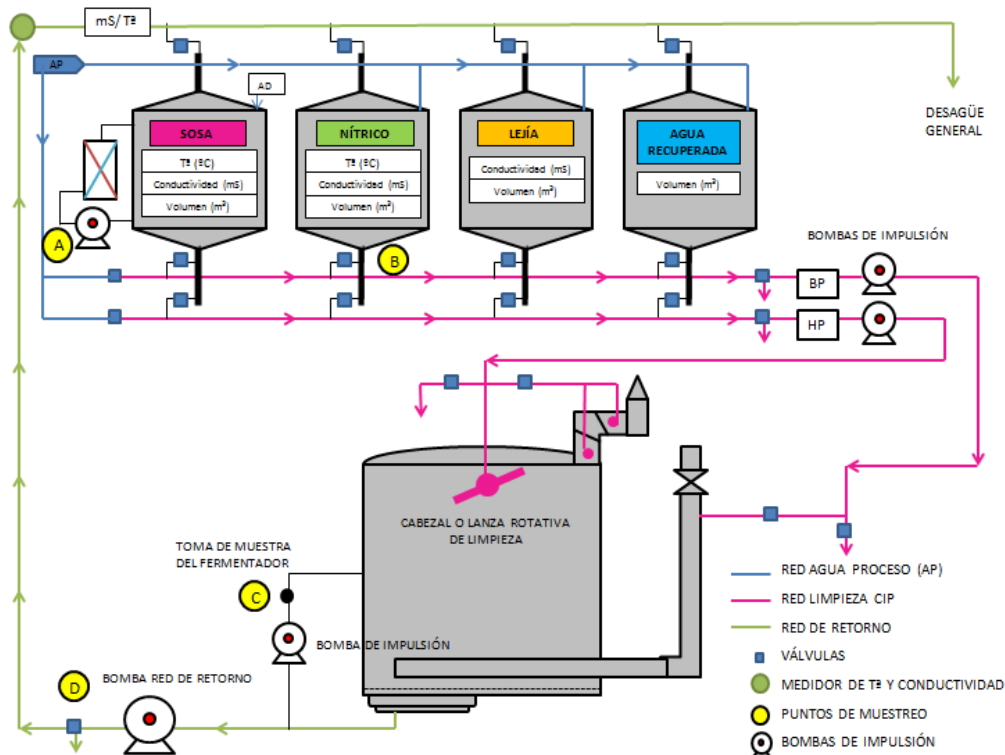 mS/ Tª
AP
AD
SOSA
Tª (ºC)
Conductividad (mS)
Volumen (m³)
NÍTRICO
Tª (ºC)
Conductividad (mS)
Volumen (m³)
LEJÍA
Conductividad (mS)
Volumen (m³)
AGUA
RECUPERADA
Volumen (m³)
DESAGÜE
GENERAL
A
B
BOMBAS DE IMPULSIÓN
BP
HP
CABEZAL O LANZA ROTATIVA
DE LIMPIEZA
TOMA DE MUESTRA
DEL FERMENTADOR
C
BOMBA DE IMPULSIÓN
D
BOMBA RED DE RETORNO
RED AGUA PROCESO (AP)
RED LIMPIEZA CIP
RED DE RETORNO
VÁLVULAS
MEDIDOR DE Tª Y CONDUCTIVIDAD
PUNTOS DE MUESTREO
BOMBAS DE IMPULSIÓN